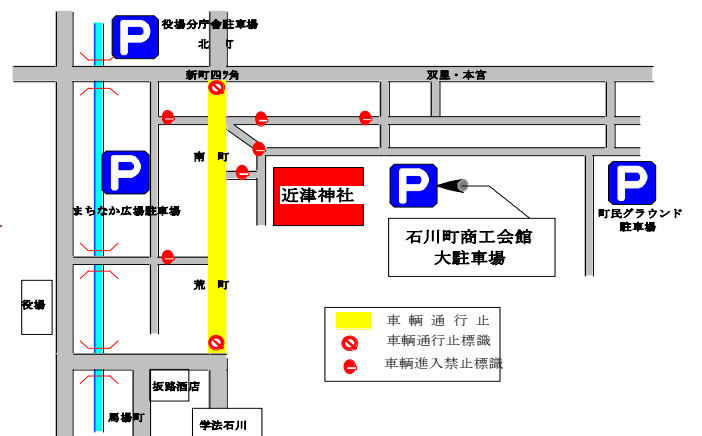 P
役場分庁舎駐車場
北 町
新町四ッ角
双里・本宮
南 町
P
まちなか広場駐車場
近津神社
P
P
町民グラウンド
駐車場
石川町商工会館
大駐車場
荒 町
役場
車 輌 通 行 止
車輌通行止標識
車輌進入禁止標識
坂路酒店
馬場町
学法石川